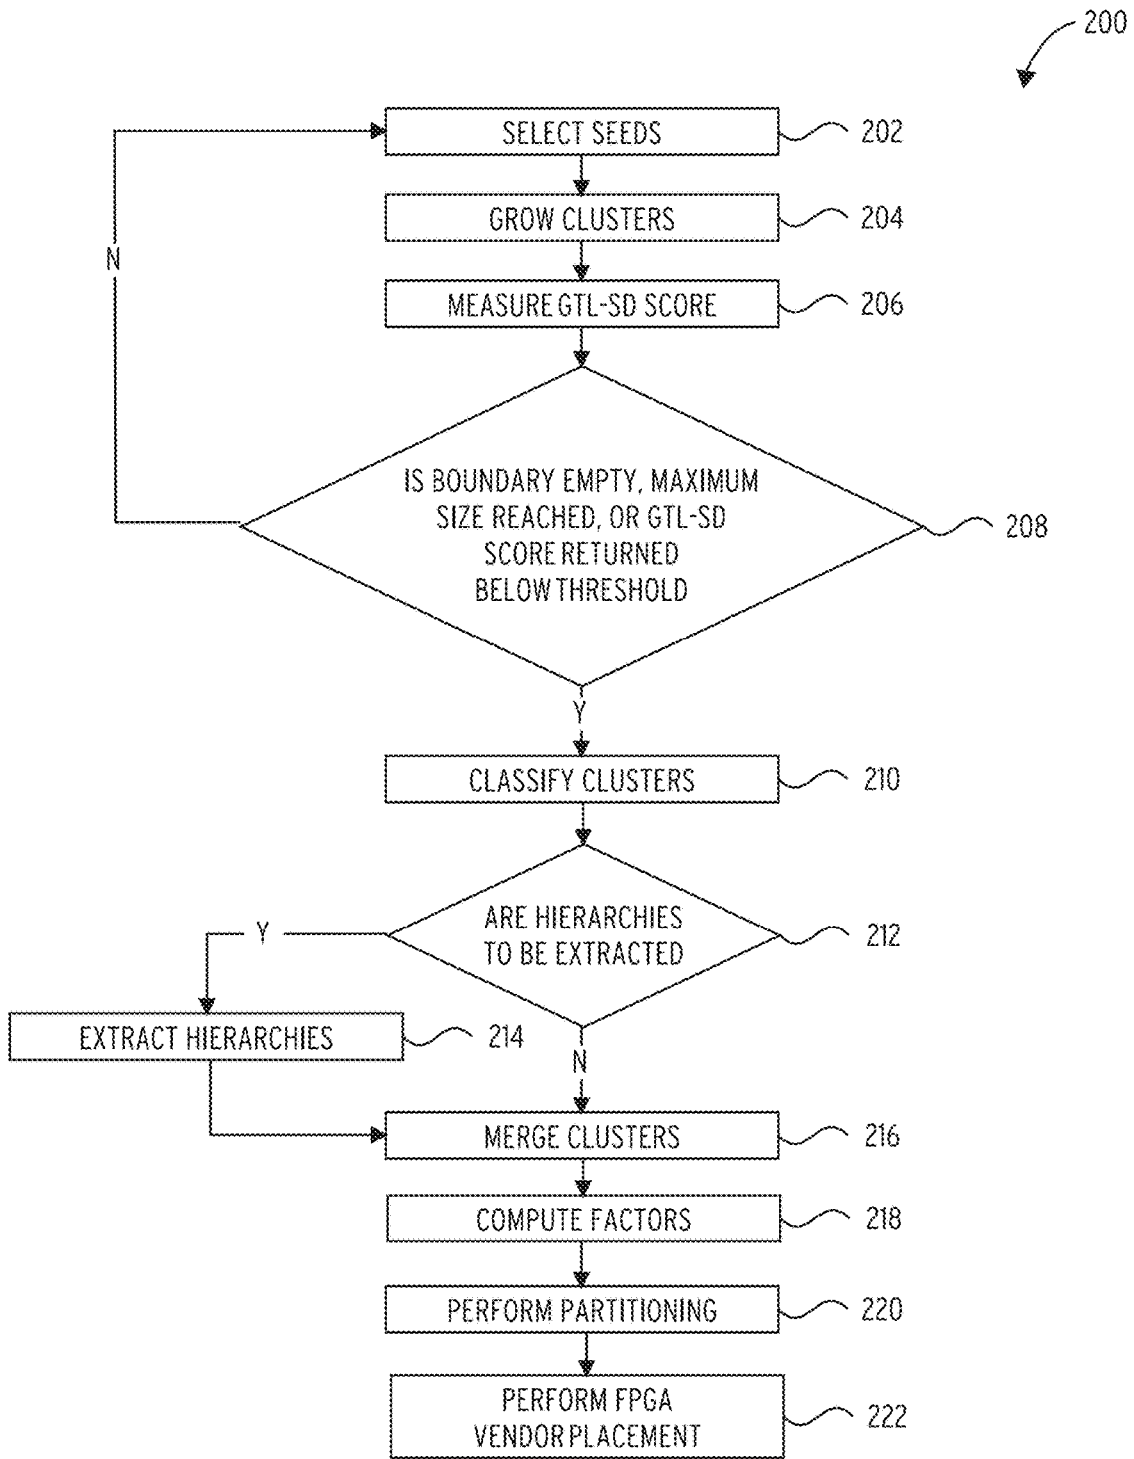 200
SELECT SEEDS
202
GROW CLUSTERS
204
N
MEASURE GTL-SD SCORE
206
IS BOUNDARY EMPTY, MAXIMUM
SIZE REACHED, OR GTL-SD
SCORE RETURNED
BELOW THRESHOLD
208
Y
CLASSIFY CLUSTERS
210
ARE HIERARCHIES
TO BE EXTRACTED
212
Y
EXTRACT HIERARCHIES
214
N
MERGE CLUSTERS
216
COMPUTE FACTORS
218
PERFORM PARTITIONING
220
PERFORM FPGA
VENDOR PLACEMENT
222